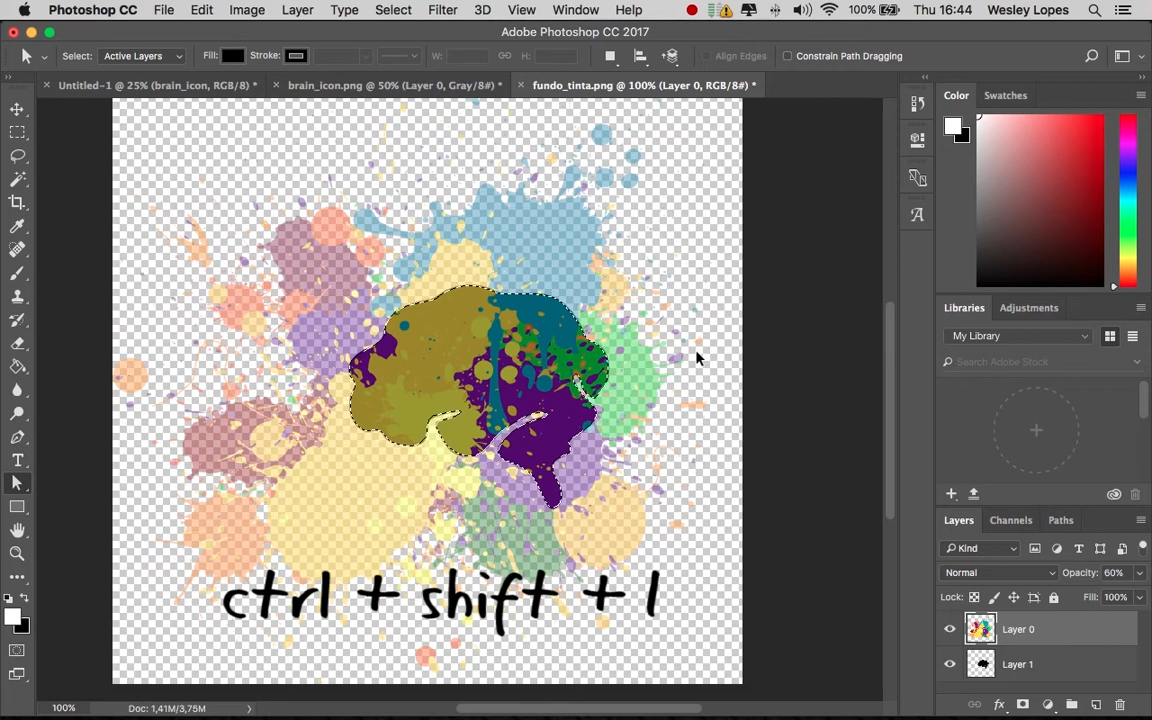 Photoshop CC File Edit Image Layer Type Select Filter 3D View Window Help 100% Thu 16:44 Wesley Lopes
Adobe Photoshop CC 2017
Select: Active Layers Fill: Stroke: W: H: Align Edges Constrain Path Dragging
Untitled-1 @ 25% (brain_icon, RGB/8) * brain_icon.png @ 50% (Layer 0, Gray/8#) * fundo_tinta.png @ 100% (Layer 0, RGB/8#) *
Color Swatches
Libraries Adjustments
My Library
Search Adobe Stock
Layers Channels Paths
Kind
Normal Opacity: 60%
Lock: Fill: 100%
Layer 0
Layer 1
ctrl + shift + l
100% Doc: 1,41M/3,75M